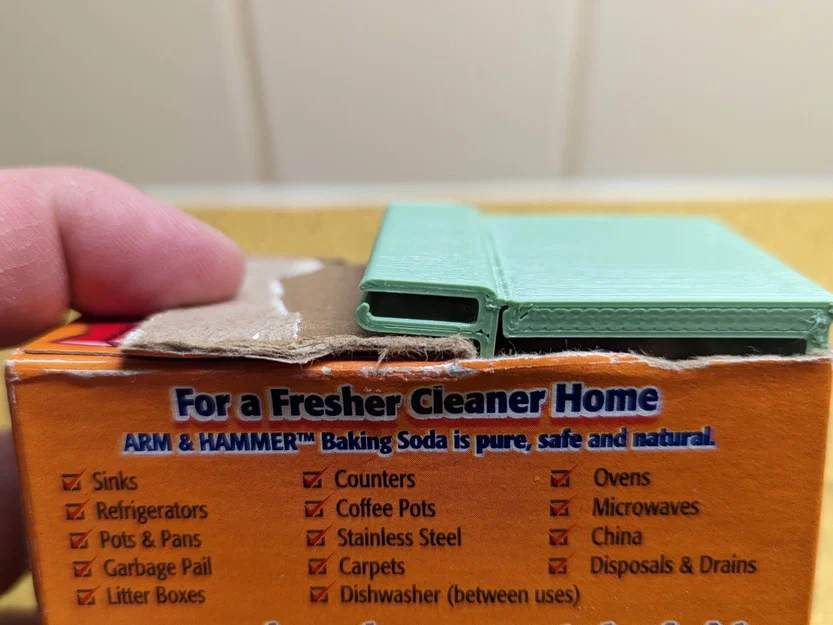 For a Fresher Cleaner Home
ARM & HAMMER™ Baking Soda is pure, safe and natural.
Sinks
Refrigerators
Pots & Pans
Garbage Pail
Litter Boxes
Counters
Coffee Pots
Stainless Steel
Carpets
Dishwasher (between uses)
Ovens
Microwaves
China
Disposals & Drains